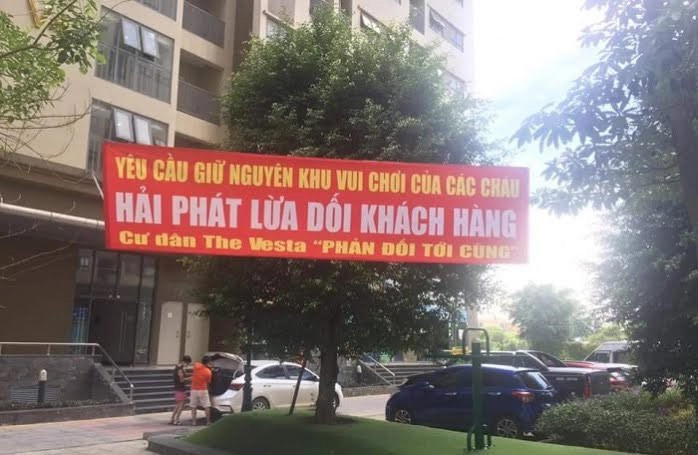 YÊU CẦU GIỮ NGUYÊN KHU VUI CHƠI CỦA CÁC CHÁU
HẢI PHÁT LỪA DỐI KHÁCH HÀNG
Cư dân The Vesta “PHẢN ĐỐI TỚI CÙNG”